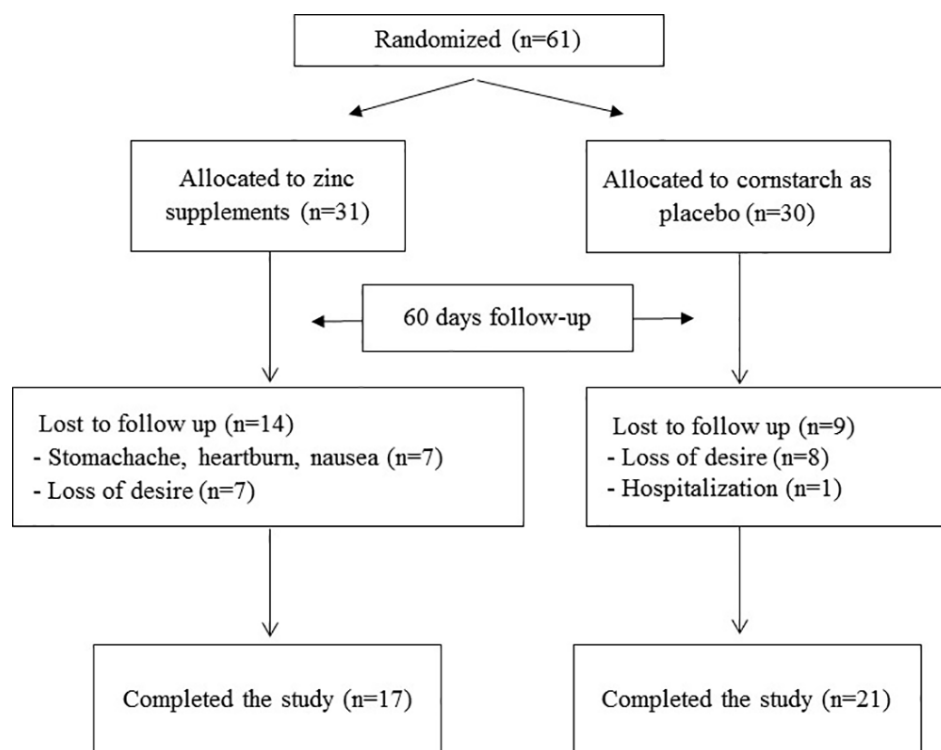 Randomized (n=61)
Allocated to zinc
supplements (n=31)
Allocated to cornstarch as
placebo (n=30)
60 days follow-up
Lost to follow up (n=14)
- Stomachache, heartburn, nausea (n=7)
- Loss of desire (n=7)
Lost to follow up (n=9)
- Loss of desire (n=8)
- Hospitalization (n=1)
Completed the study (n=17)
Completed the study (n=21)